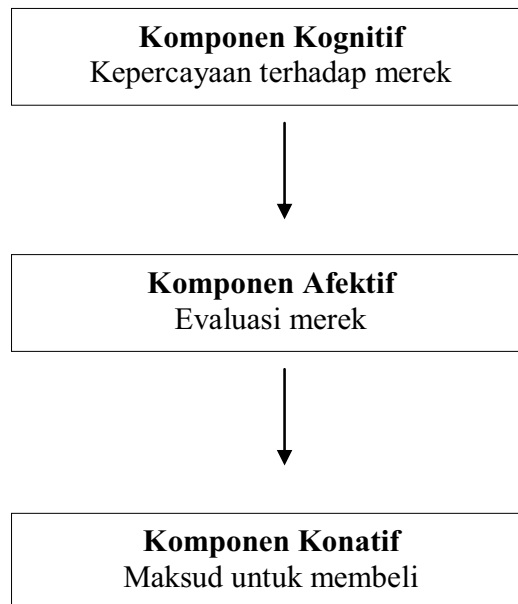 Komponen Kognitif
Kepercayaan terhadap merek
Komponen Afektif
Evaluasi merek
Komponen Konatif
Maksud untuk membeli